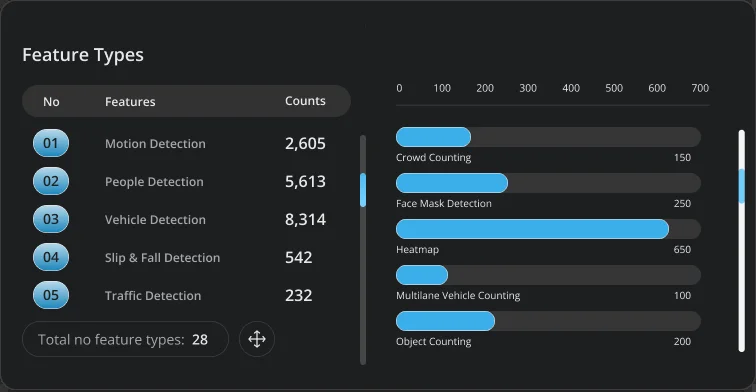 Feature Types
No Features Counts
01 Motion Detection 2,605
02 People Detection 5,613
03 Vehicle Detection 8,314
04 Slip & Fall Detection 542
05 Traffic Detection 232
Total no feature types: 28
0 100 200 300 400 500 600 700
Crowd Counting 150
Face Mask Detection 250
Heatmap 650
Multilane Vehicle Counting 100
Object Counting 200